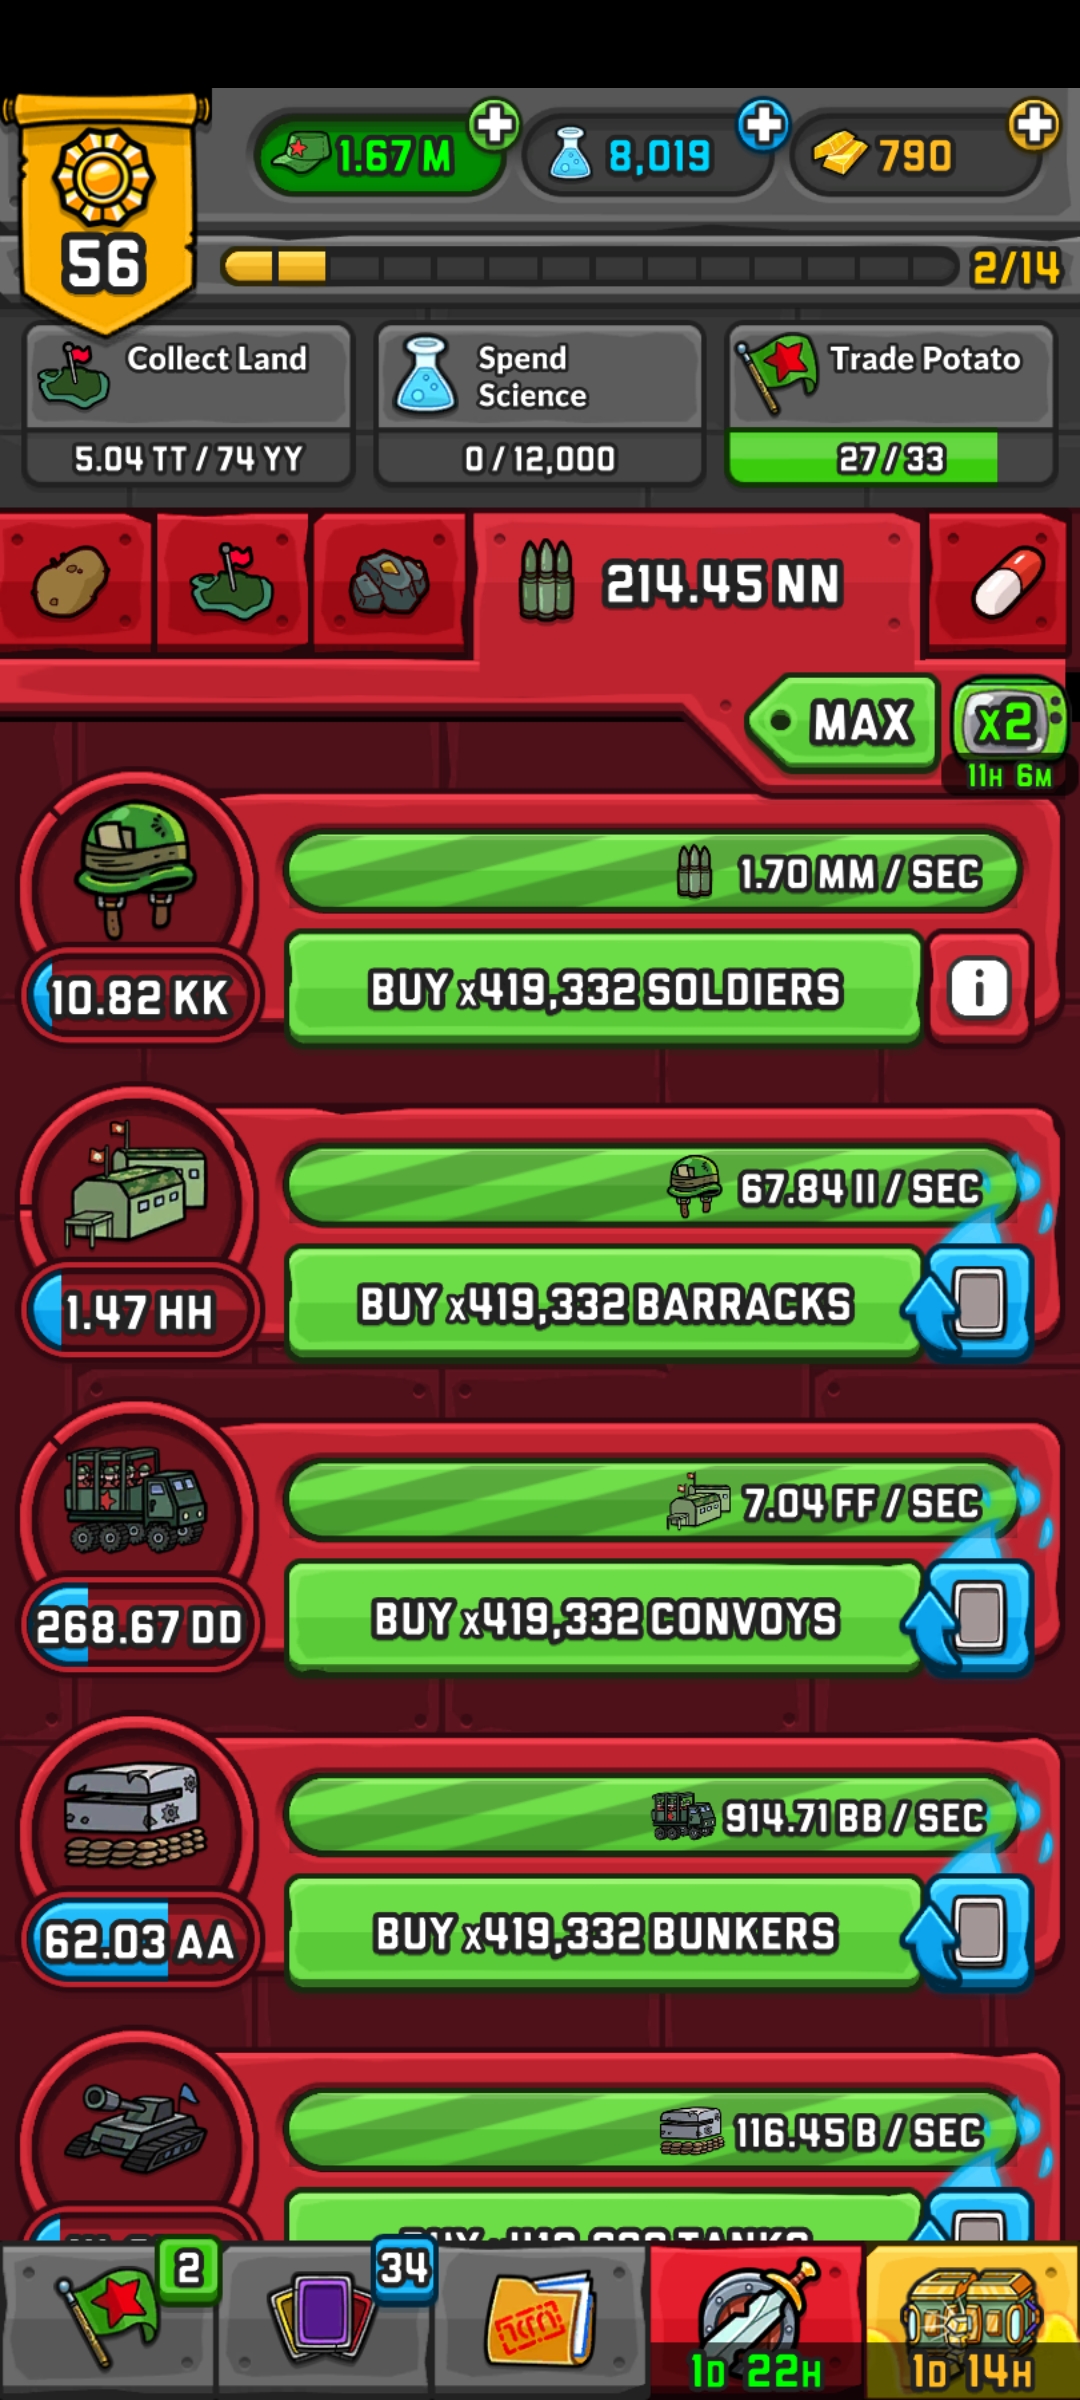 1.67 M
8,019
790
56
2/14
Collect Land
5.04 TT / 74 YY
Spend
Science
0 / 12,000
Trade Potato
27 / 33
214.45 NN
MAX
x2
11H 6M
1.70 MM / SEC
10.82 KK
BUY x419,332 SOLDIERS
i
67.84 II / SEC
1.47 HH
BUY x419,332 BARRACKS
7.04 FF / SEC
268.67 DD
BUY x419,332 CONVOYS
914.71 BB / SEC
62.03 AA
BUY x419,332 BUNKERS
116.45 B / SEC
BUY x419,332 TANKS
2
34
1D 22H
1D 14H